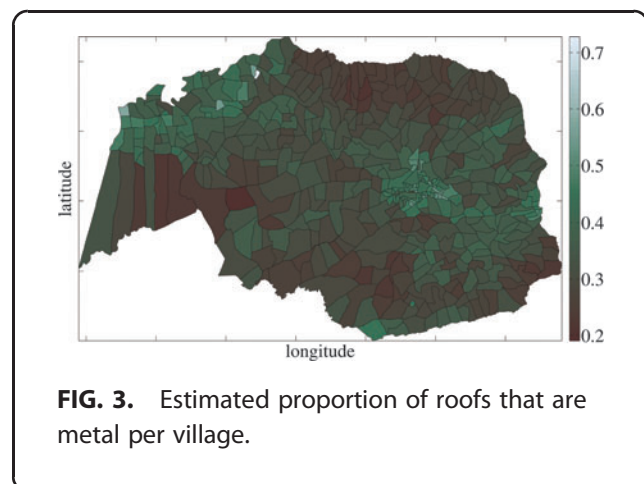 0.7
0.6
0.5
0.4
0.3
0.2
latitude
longitude
FIG. 3. Estimated proportion of roofs that are
metal per village.